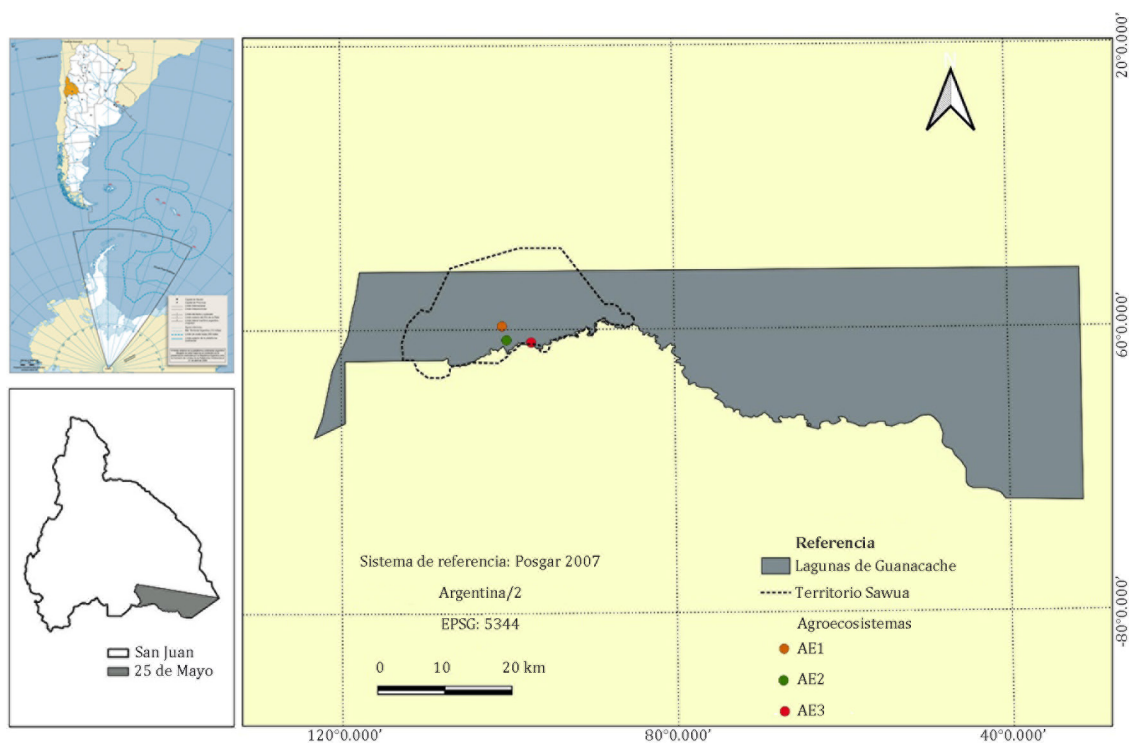 San Juan
25 de Mayo
N
20°0.000'
60°0.000'
-80°0.000'
Sistema de referencia: Posgar 2007
Argentina/2
EPSG: 5344
0 10 20 km
Referencia
Lagunas de Guanacache
Territorio Sawua
Agroecosistemas
AE1
AE2
AE3
120°0.000' 80°0.000' 40°0.000'